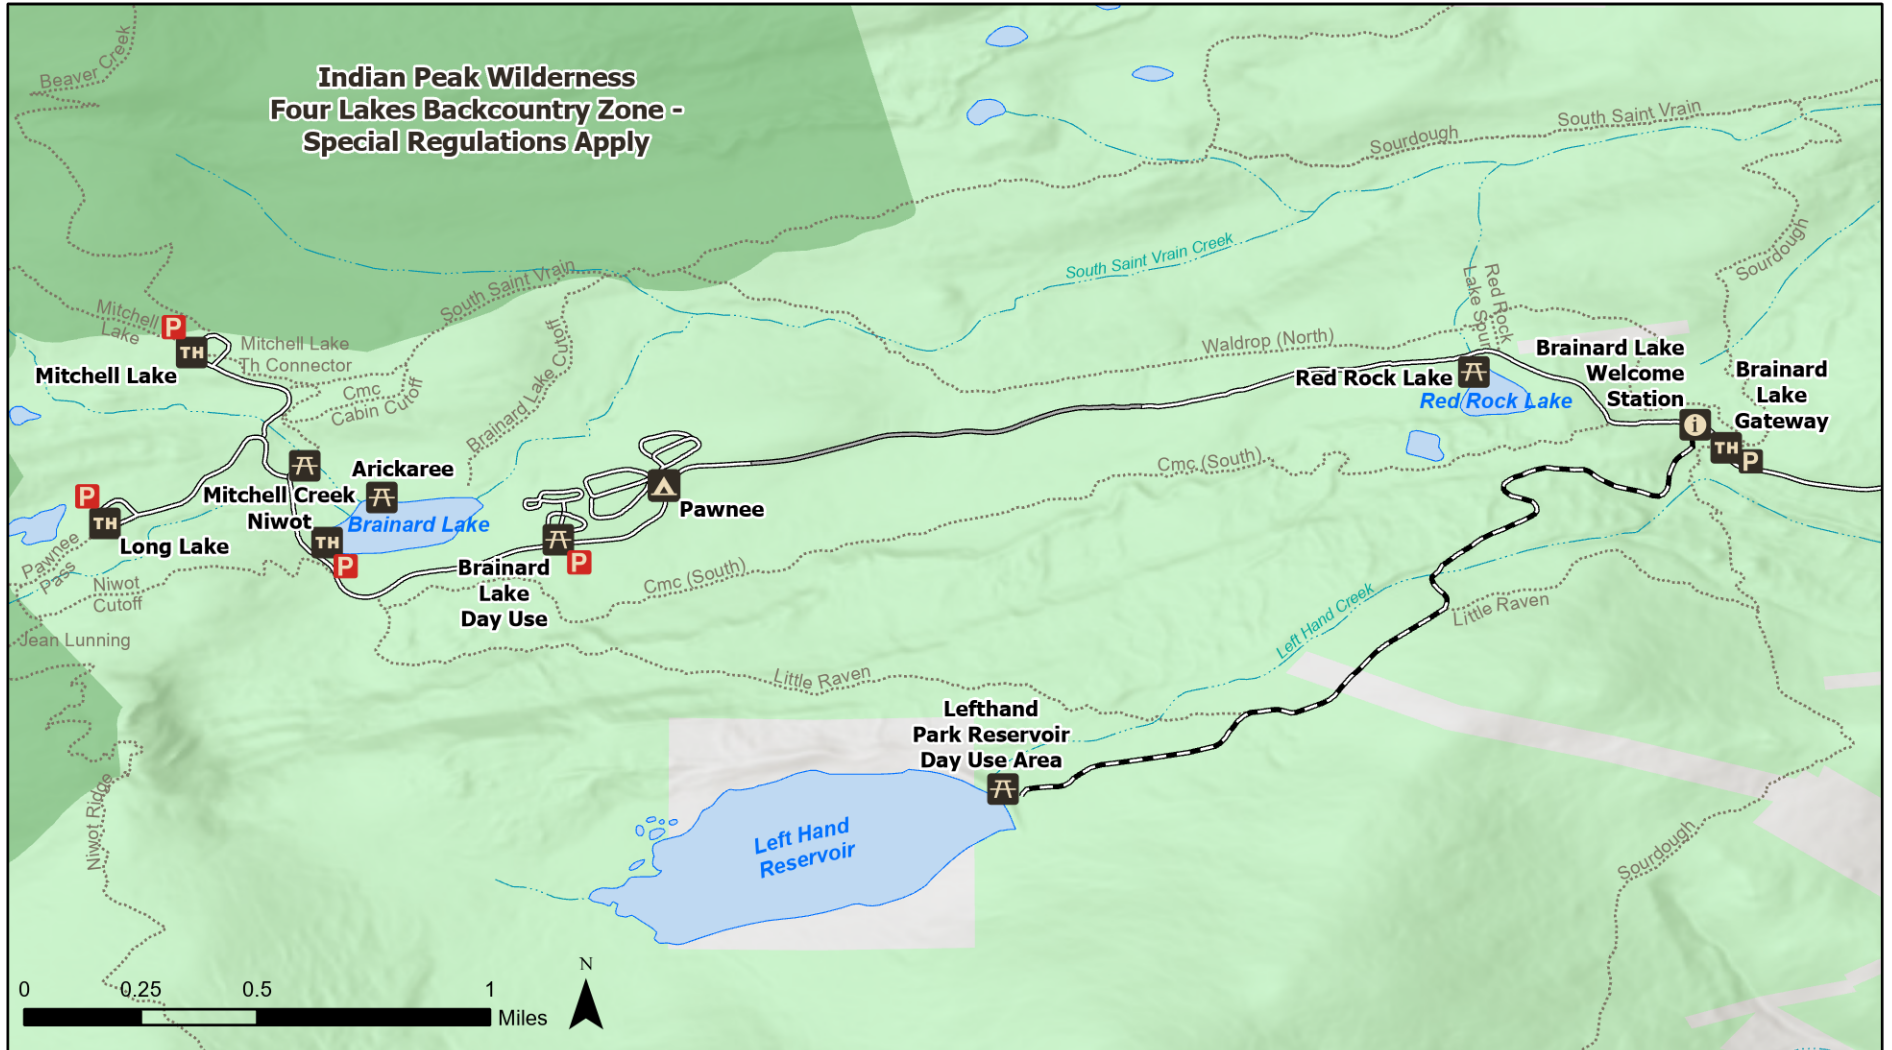 Indian Peak Wilderness
Four Lakes Backcountry Zone -
Special Regulations Apply
Beaver Creek
South Saint Vrain
Sourdough
Sourdough
South Saint Vrain Creek
South Saint Vrain
Mitchell
Lake
P
TH
Mitchell Lake
Mitchell Lake
Th Connector
Cmc
Cabin Cutoff
Brainard Lake Cutoff
Waldrop (North)
Red Rock
Lake Spur
Red Rock Lake
Red Rock Lake
Brainard Lake
Welcome
Station
i
Brainard
Lake
Gateway
TH
P
Arickaree
Mitchell Creek
Niwot
TH
P
Brainard Lake
P
TH
Long Lake
Pawnee
Pass
Niwot
Cutoff
Jean Lunning
Pawnee
Brainard
Lake
Day Use
P
Cmc (South)
Cmc (South)
Left Hand Creek
Little Raven
Little Raven
Lefthand
Park Reservoir
Day Use Area
Left Hand
Reservoir
Niwot Ridge
Sourdough
0
0.25
0.5
1
Miles
N